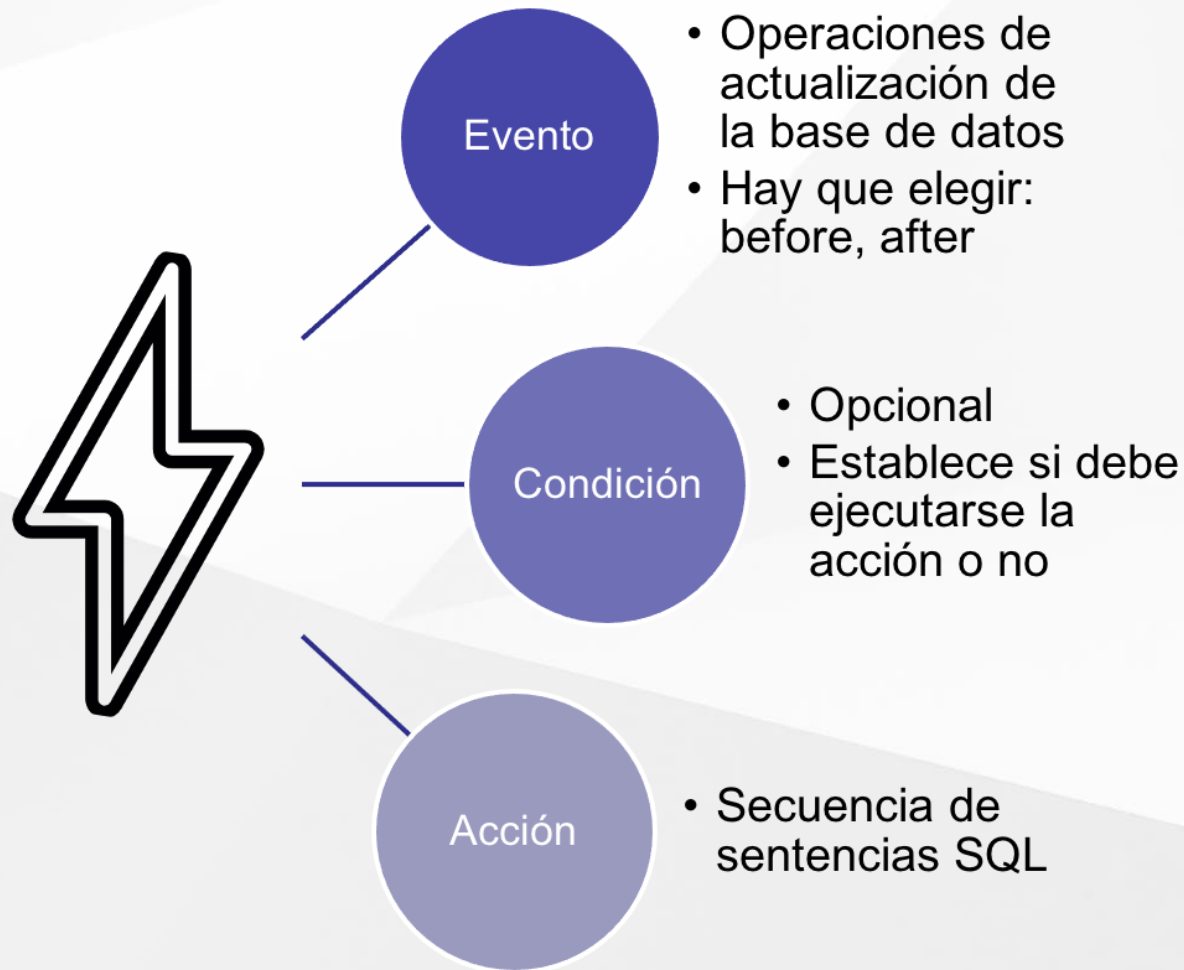 Evento
• Operaciones de
actualización de
la base de datos
• Hay que elegir:
before, after
Condición
• Opcional
• Establece si debe
ejecutarse la
acción o no
Acción
• Secuencia de
sentencias SQL